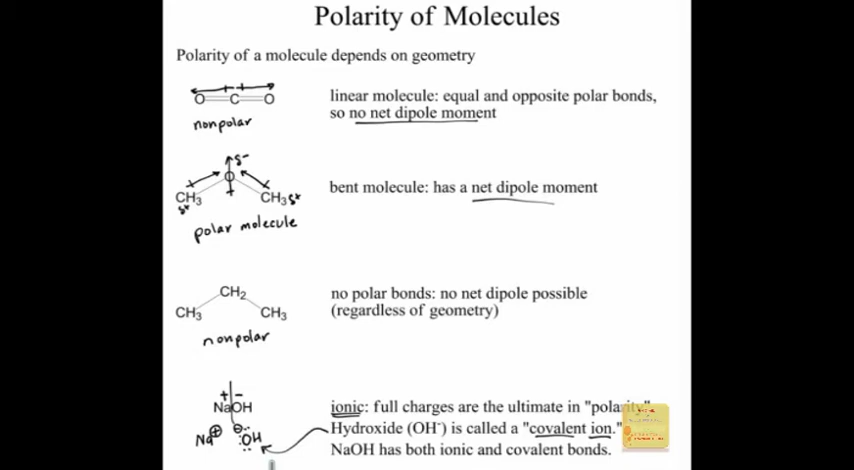 Polarity of Molecules
Polarity of a molecule depends on geometry
O C O
nonpolar
linear molecule: equal and opposite polar bonds,
so no net dipole moment
δ-
O
CH3 CH3 δ+
δ+
polar molecule
bent molecule: has a net dipole moment
CH2
CH3 CH3
nonpolar
no polar bonds: no net dipole possible
(regardless of geometry)
+ -
NaOH
Na⊕ ⊖:OH
ionic: full charges are the ultimate in "polarity"
Hydroxide (OH-) is called a "covalent ion."
NaOH has both ionic and covalent bonds.